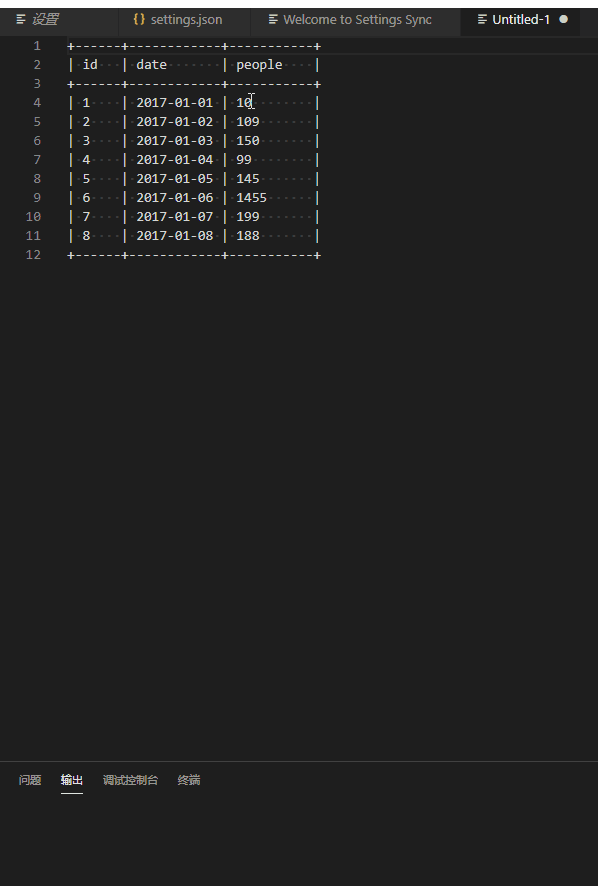 设置 {} settings.json Welcome to Settings Sync Untitled-1
1 +------+------------+-----------+
2 | id   | date       | people    |
3 +------+------------+-----------+
4 | 1    | 2017-01-01 | 10        |
5 | 2    | 2017-01-02 | 109       |
6 | 3    | 2017-01-03 | 150       |
7 | 4    | 2017-01-04 | 99        |
8 | 5    | 2017-01-05 | 145       |
9 | 6    | 2017-01-06 | 1455      |
10 | 7    | 2017-01-07 | 199       |
11 | 8    | 2017-01-08 | 188       |
12 +------+------------+-----------+
问题 输出 调试控制台 终端